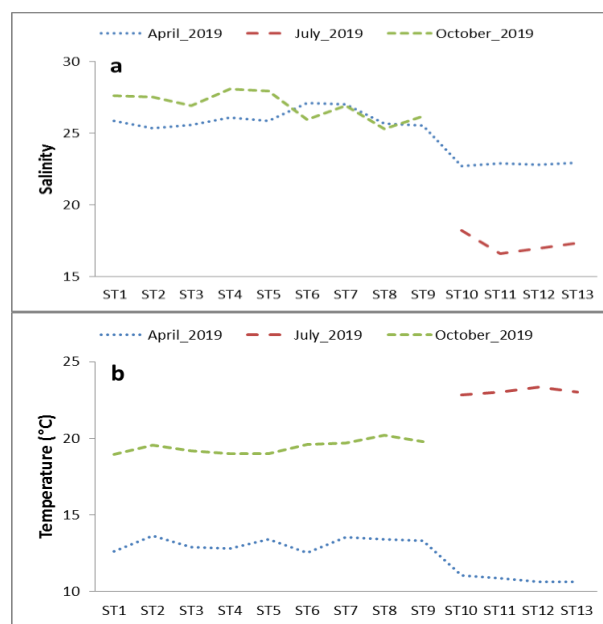 April_2019 July_2019 October_2019
a
30
25
20
15
Salinity
ST1 ST2 ST3 ST4 ST5 ST6 ST7 ST8 ST9 ST10 ST11 ST12 ST13
April_2019 July_2019 October_2019
b
25
20
15
10
Temperature (°C)
ST1 ST2 ST3 ST4 ST5 ST6 ST7 ST8 ST9 ST10 ST11 ST12 ST13